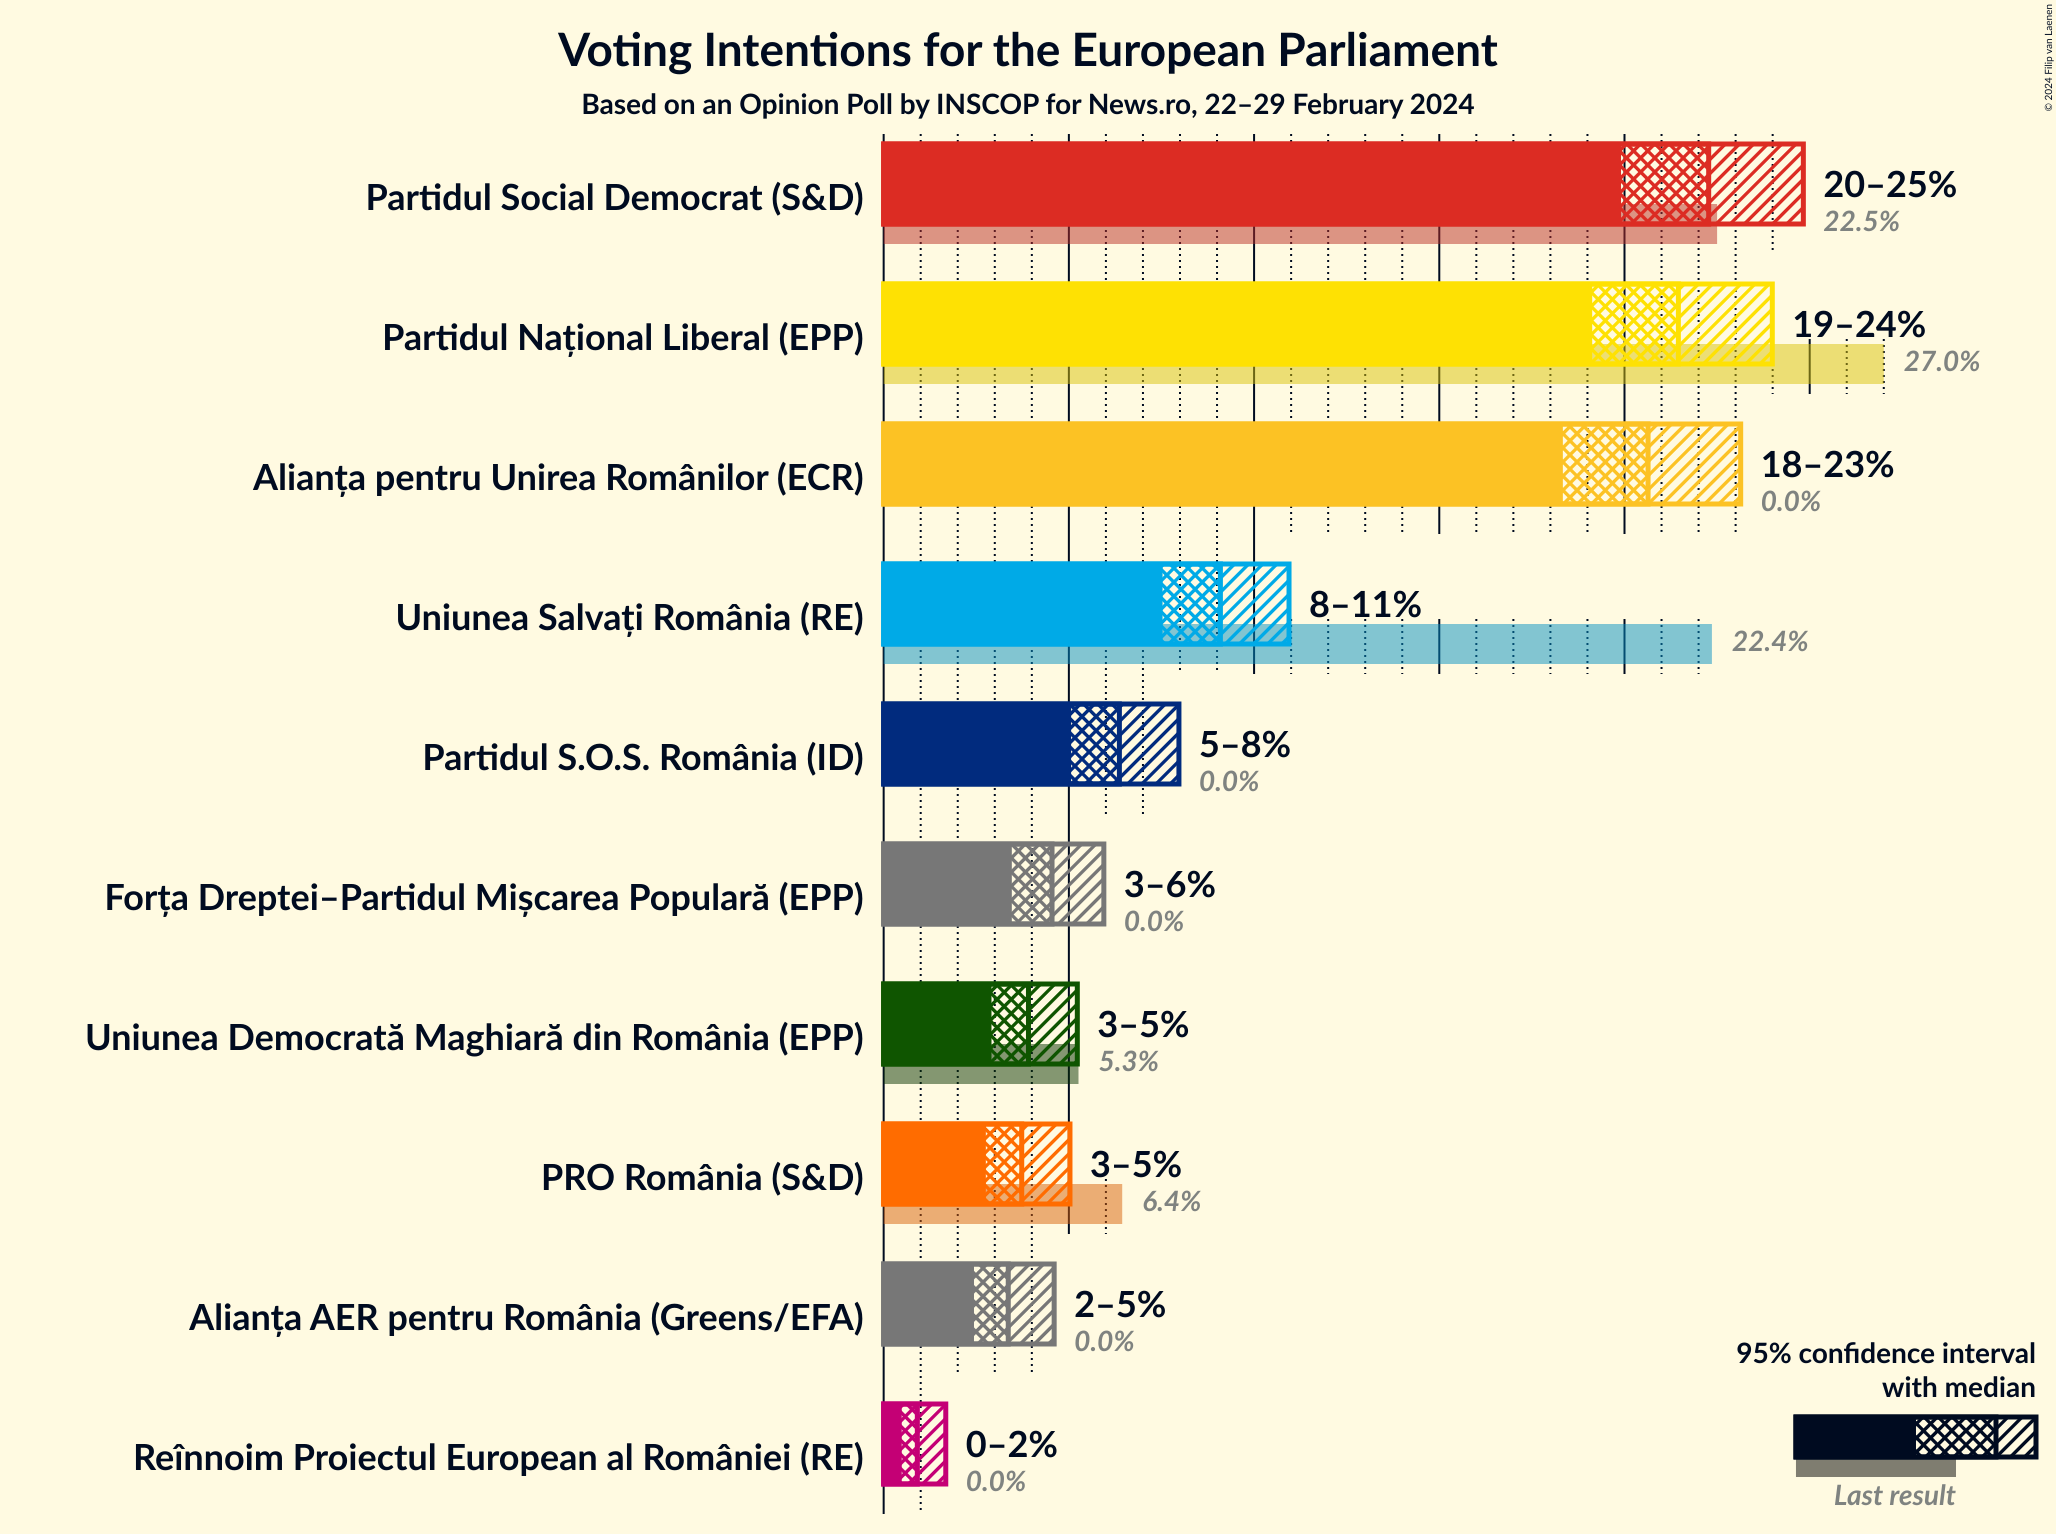 Voting Intentions for the European Parliament
Based on an Opinion Poll by INSCOP for News.ro, 22–29 February 2024
© 2024 Filip van Laenen
Partidul Social Democrat (S&D)
20–25%
22.5%
Partidul Național Liberal (EPP)
19–24%
27.0%
Alianța pentru Unirea Românilor (ECR)
18–23%
0.0%
Uniunea Salvați România (RE)
8–11%
22.4%
Partidul S.O.S. România (ID)
5–8%
0.0%
Forța Dreptei–Partidul Mișcarea Populară (EPP)
3–6%
0.0%
Uniunea Democrată Maghiară din România (EPP)
3–5%
5.3%
PRO România (S&D)
3–5%
6.4%
Alianța AER pentru România (Greens/EFA)
2–5%
0.0%
Reînnoim Proiectul European al României (RE)
0–2%
0.0%
95% confidence interval
with median
Last result